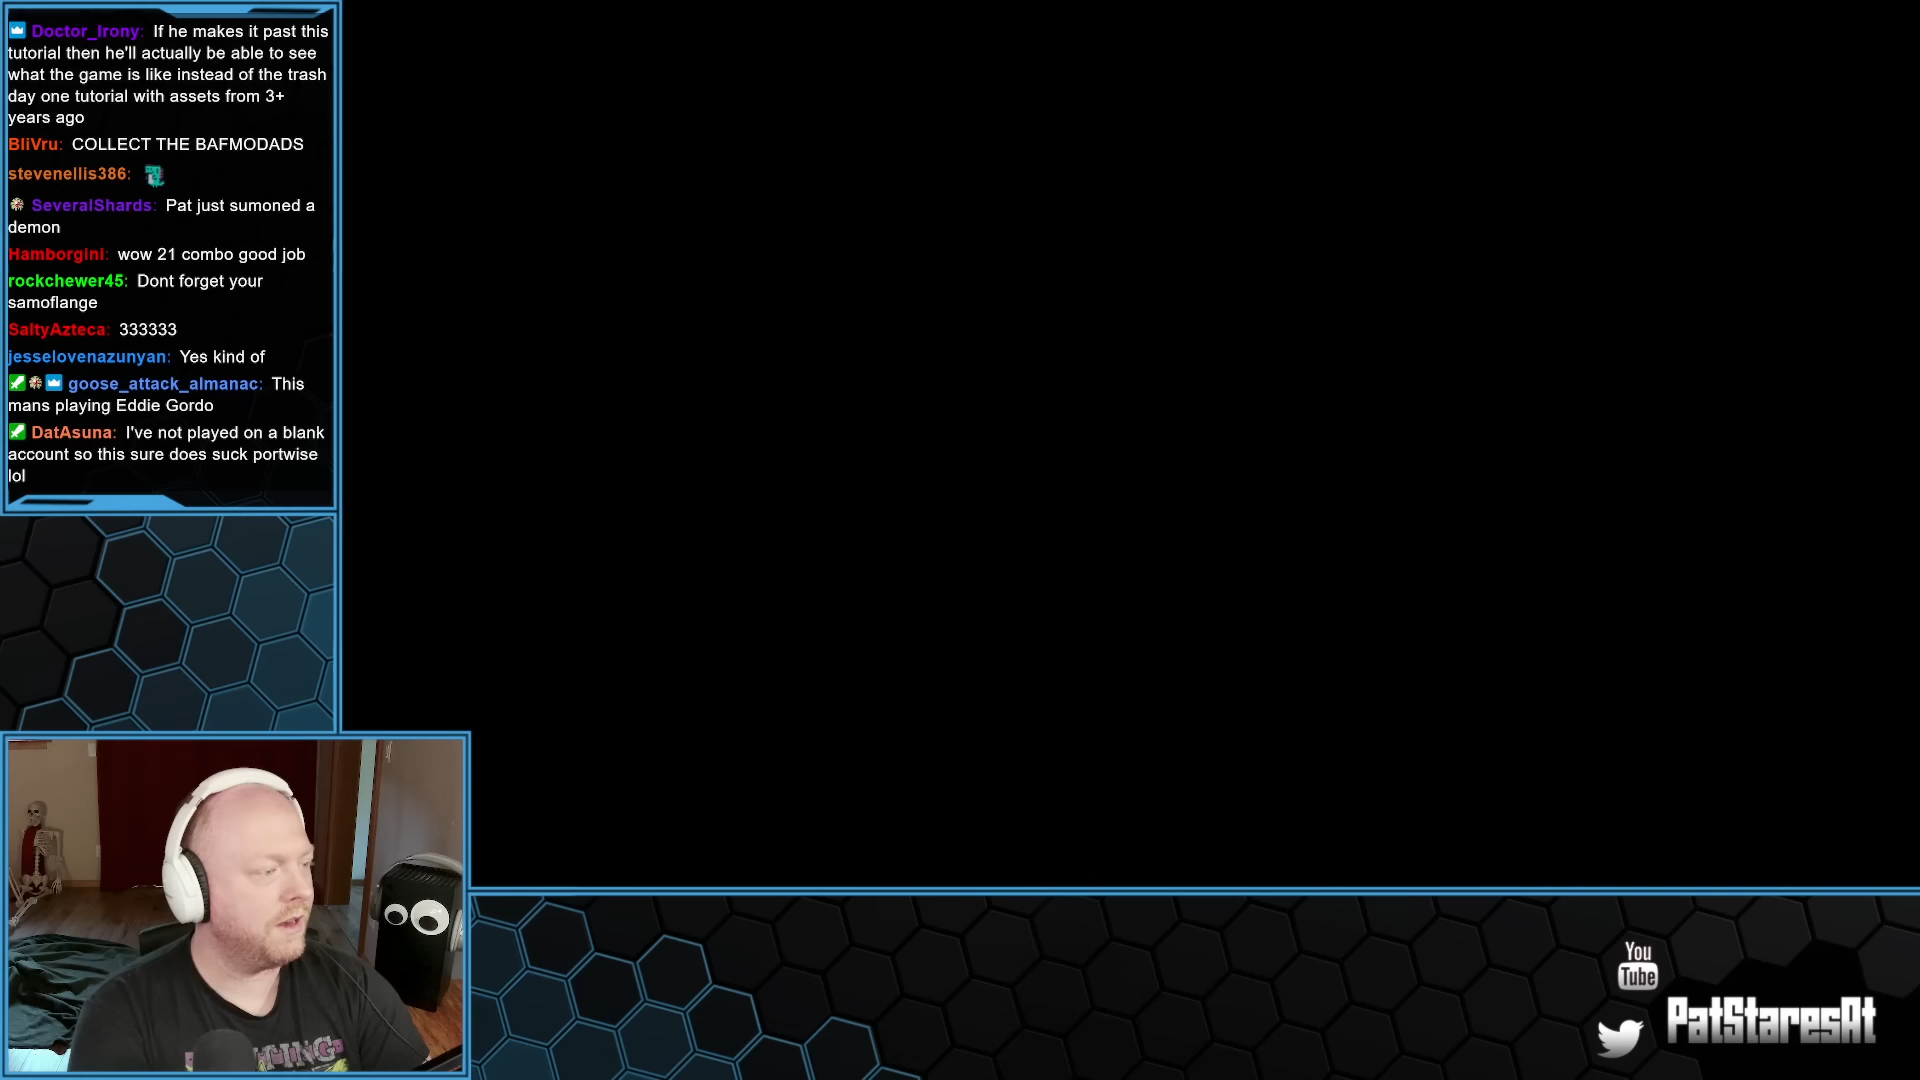 Doctor_Irony: If he makes it past this
tutorial then he'll actually be able to see
what the game is like instead of the trash
day one tutorial with assets from 3+
years ago
BliVru: COLLECT THE BAFMODADS
stevenellis386:
SeveralShards: Pat just sumoned a
demon
Hamborgini: wow 21 combo good job
rockchewer45: Dont forget your
samoflange
SaltyAzteca: 333333
jesselovenazunyan: Yes kind of
goose_attack_almanac: This
mans playing Eddie Gordo
DatAsuna: I've not played on a blank
account so this sure does suck portwise
lol
You
Tube
PatStaresAt